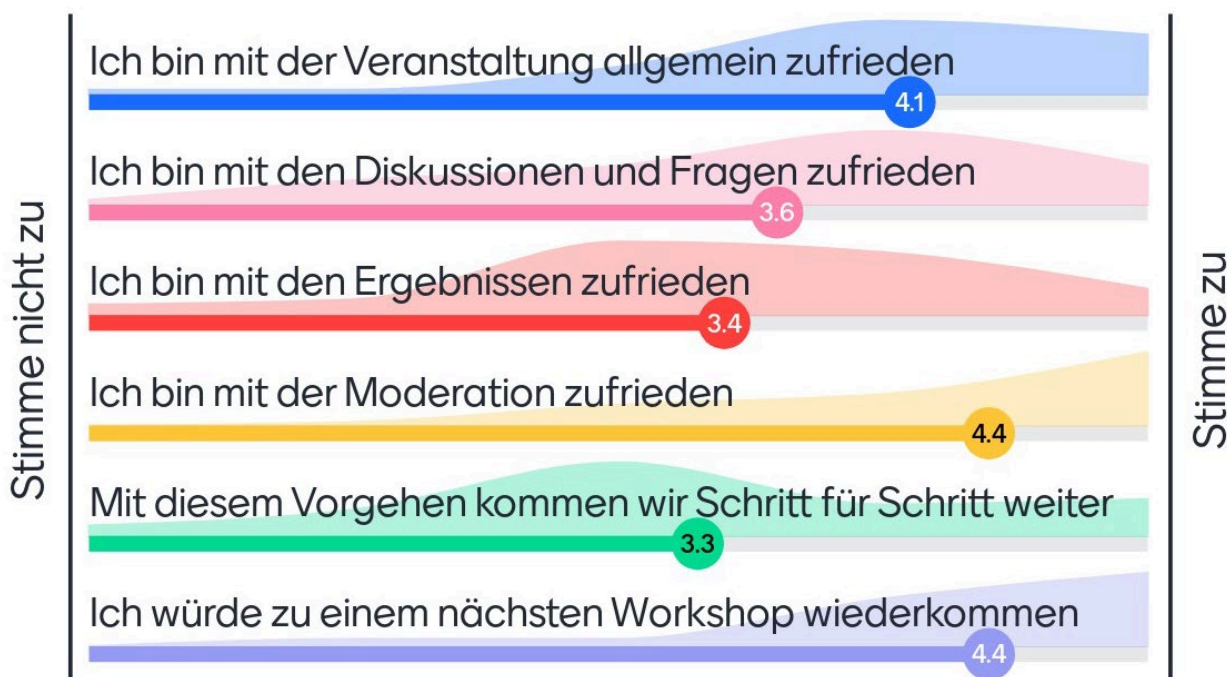 Stimme nicht zu
Ich bin mit der Veranstaltung allgemein zufrieden
4.1
Ich bin mit den Diskussionen und Fragen zufrieden
3.6
Ich bin mit den Ergebnissen zufrieden
3.4
Ich bin mit der Moderation zufrieden
4.4
Mit diesem Vorgehen kommen wir Schritt für Schritt weiter
3.3
Ich würde zu einem nächsten Workshop wiederkommen
4.4
Stimme zu